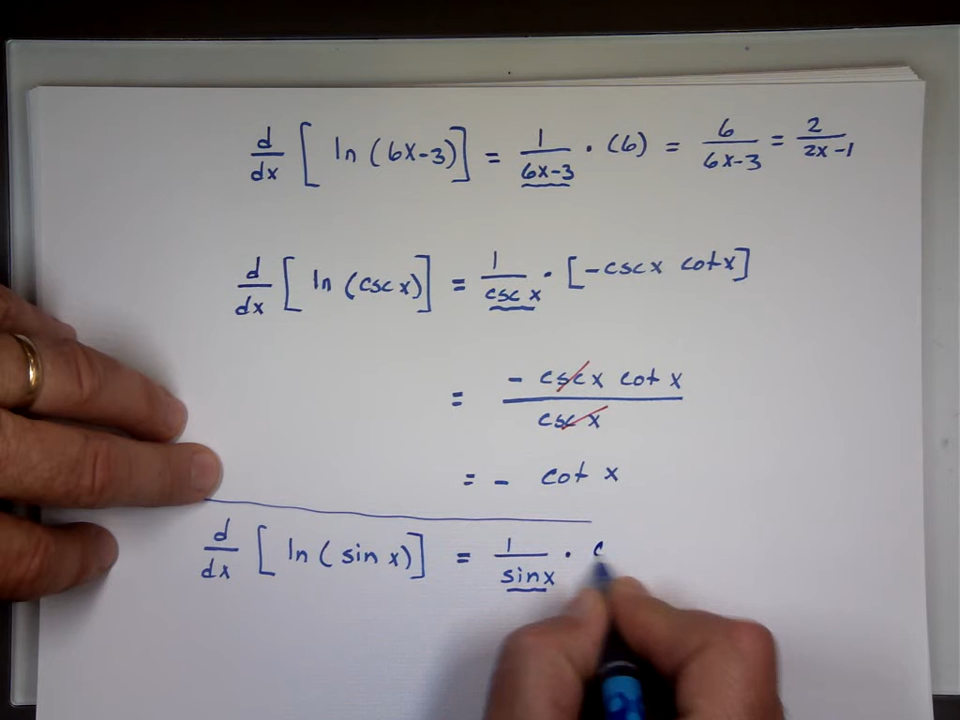 d/dx [ ln (6x-3) ] = 1/(6x-3) · (6) = 6/(6x-3) = 2/(2x-1)
d/dx [ ln (csc x) ] = 1/(csc x) · [-csc x cot x]
= (- csc x cot x)/(csc x)
= - cot x
d/dx [ ln ( sin x) ] = 1/(sin x) · c